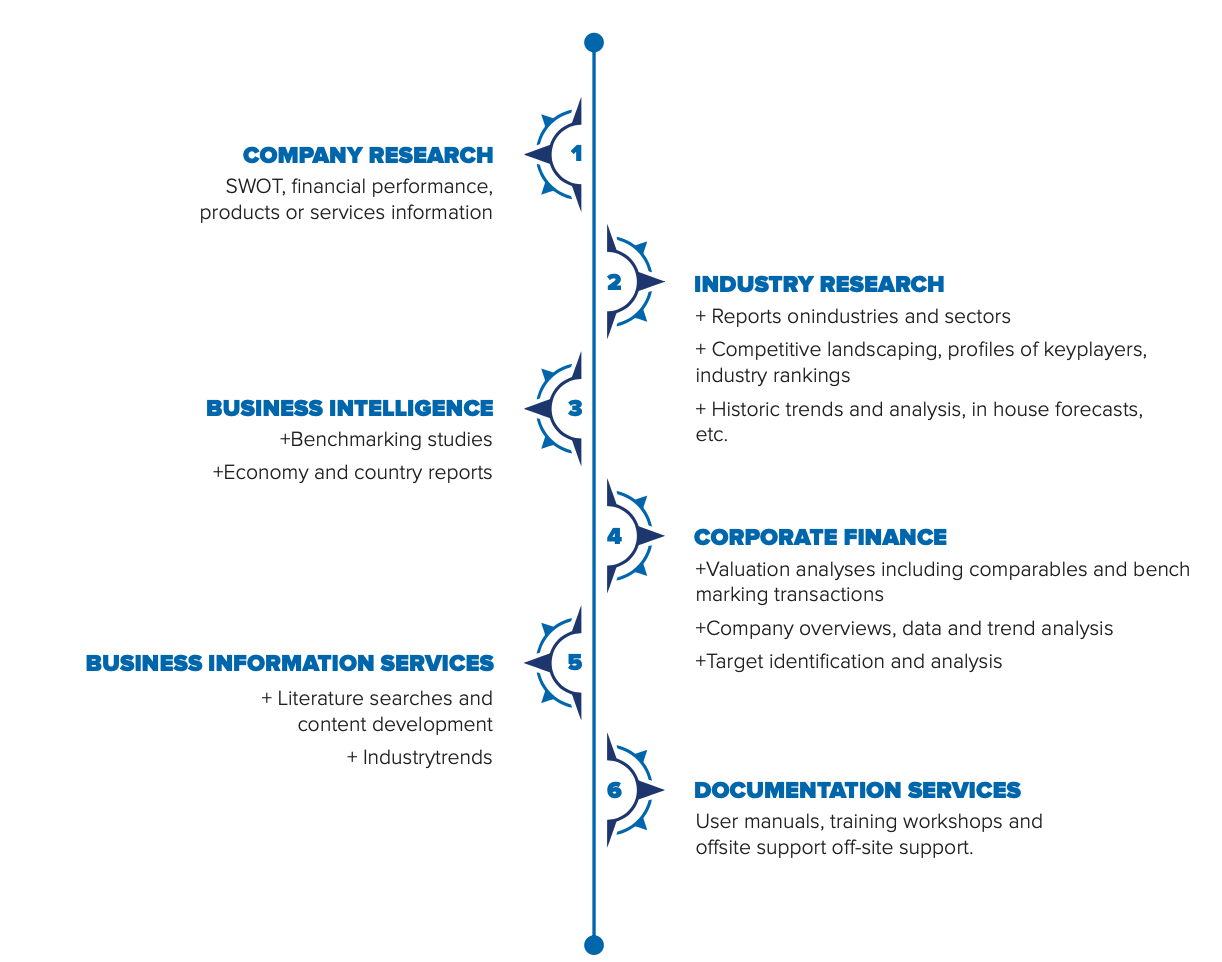 1
COMPANY RESEARCH
SWOT, financial performance,
products or services information
2
INDUSTRY RESEARCH
+ Reports onindustries and sectors
+ Competitive landscaping, profiles of keyplayers,
industry rankings
+ Historic trends and analysis, in house forecasts,
etc.
3
BUSINESS INTELLIGENCE
+Benchmarking studies
+Economy and country reports
4
CORPORATE FINANCE
+Valuation analyses including comparables and bench
marking transactions
+Company overviews, data and trend analysis
+Target identification and analysis
5
BUSINESS INFORMATION SERVICES
+ Literature searches and
content development
+ Industrytrends
6
DOCUMENTATION SERVICES
User manuals, training workshops and
offsite support off-site support.